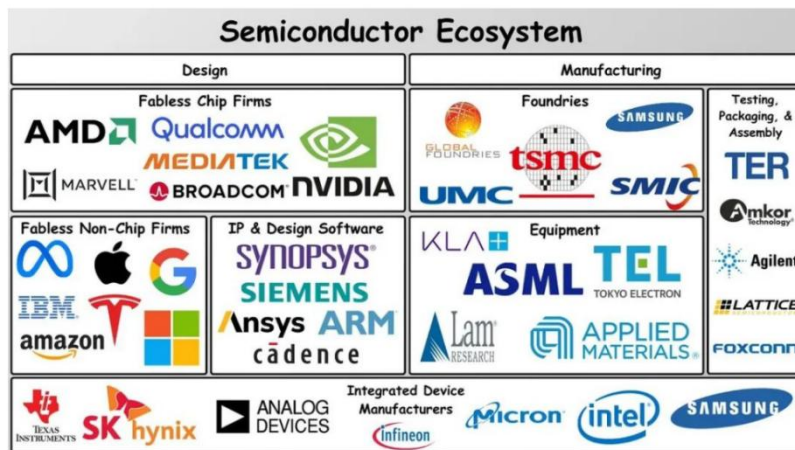 Semiconductor Ecosystem
Design
Manufacturing
Fabless Chip Firms
AMD
Qualcomm
MEDIATEK
MARVELL™
BROADCOM®
NVIDIA
Foundries
GLOBAL
FOUNDRIES
tsmc
SAMSUNG
UMC
SMIC
Testing,
Packaging, &
Assembly
TER
Amkor
Technology®
Agilent
LATTICE
SEMICONDUCTOR
FOXCONN
Fabless Non-Chip Firms
G
IBM
amazon
IP & Design Software
SYNOPSYS®
SIEMENS
Ansys
ARM
cādence
Equipment
KLA
ASML
TEL
TOKYO ELECTRON
Lam
RESEARCH
APPLIED
MATERIALS®
Integrated Device
Manufacturers
TEXAS
INSTRUMENTS
SK hynix
ANALOG
DEVICES
infineon
Micron
intel
SAMSUNG